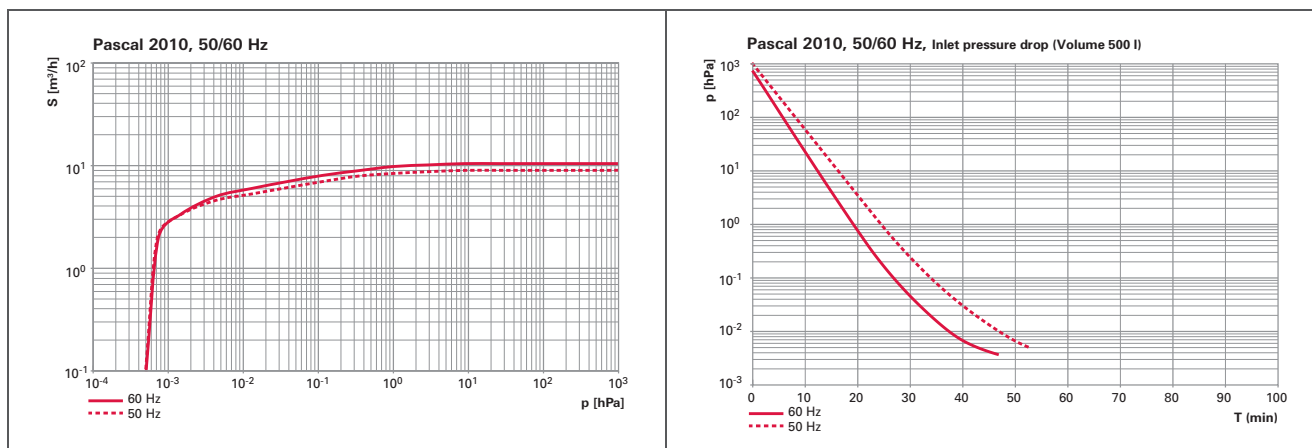 Pascal 2010, 50/60 Hz
S [m³/h]
10²
10¹
10⁰
10⁻¹
10⁻⁴ 10⁻³ 10⁻² 10⁻¹ 10⁰ 10¹ 10² 10³
p [hPa]
60 Hz
50 Hz
Pascal 2010, 50/60 Hz, Inlet pressure drop (Volume 500 l)
p [hPa]
10³
10²
10¹
10⁰
10⁻¹
10⁻²
10⁻³
0 10 20 30 40 50 60 70 80 90 100
T (min)
60 Hz
50 Hz